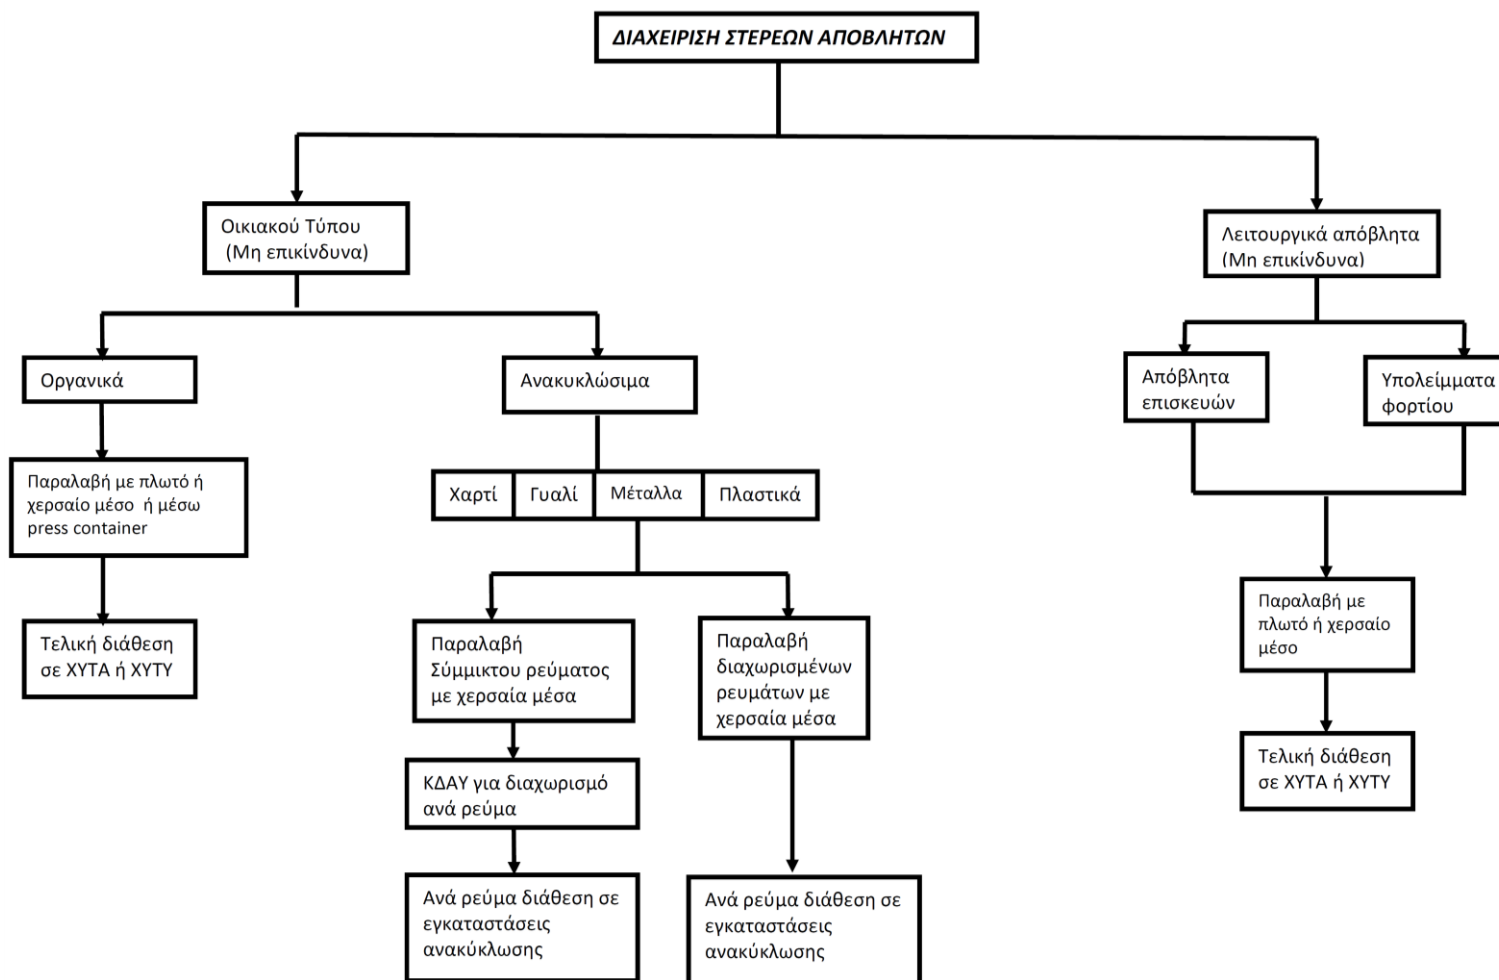 ΔΙΑΧΕΙΡΙΣΗ ΣΤΕΡΕΩΝ ΑΠΟΒΛΗΤΩΝ
Οικιακού Τύπου
(Μη επικίνδυνα)
Λειτουργικά απόβλητα
(Μη επικίνδυνα)
Οργανικά
Ανακυκλώσιμα
Απόβλητα
επισκευών
Υπολείμματα
φορτίου
Παραλαβή με πλωτό ή
χερσαίο μέσο ή μέσω
press container
Χαρτί
Γυαλί
Μέταλλα
Πλαστικά
Τελική διάθεση
σε ΧΥΤΑ ή ΧΥΤΥ
Παραλαβή
Σύμμικτου ρεύματος
με χερσαία μέσα
Παραλαβή
διαχωρισμένων
ρευμάτων με
χερσαία μέσα
Παραλαβή με
πλωτό ή χερσαίο
μέσο
ΚΔΑΥ για διαχωρισμό
ανά ρεύμα
Τελική διάθεση
σε ΧΥΤΑ ή ΧΥΤΥ
Ανά ρεύμα διάθεση σε
εγκαταστάσεις
ανακύκλωσης
Ανά ρεύμα διάθεση σε
εγκαταστάσεις
ανακύκλωσης